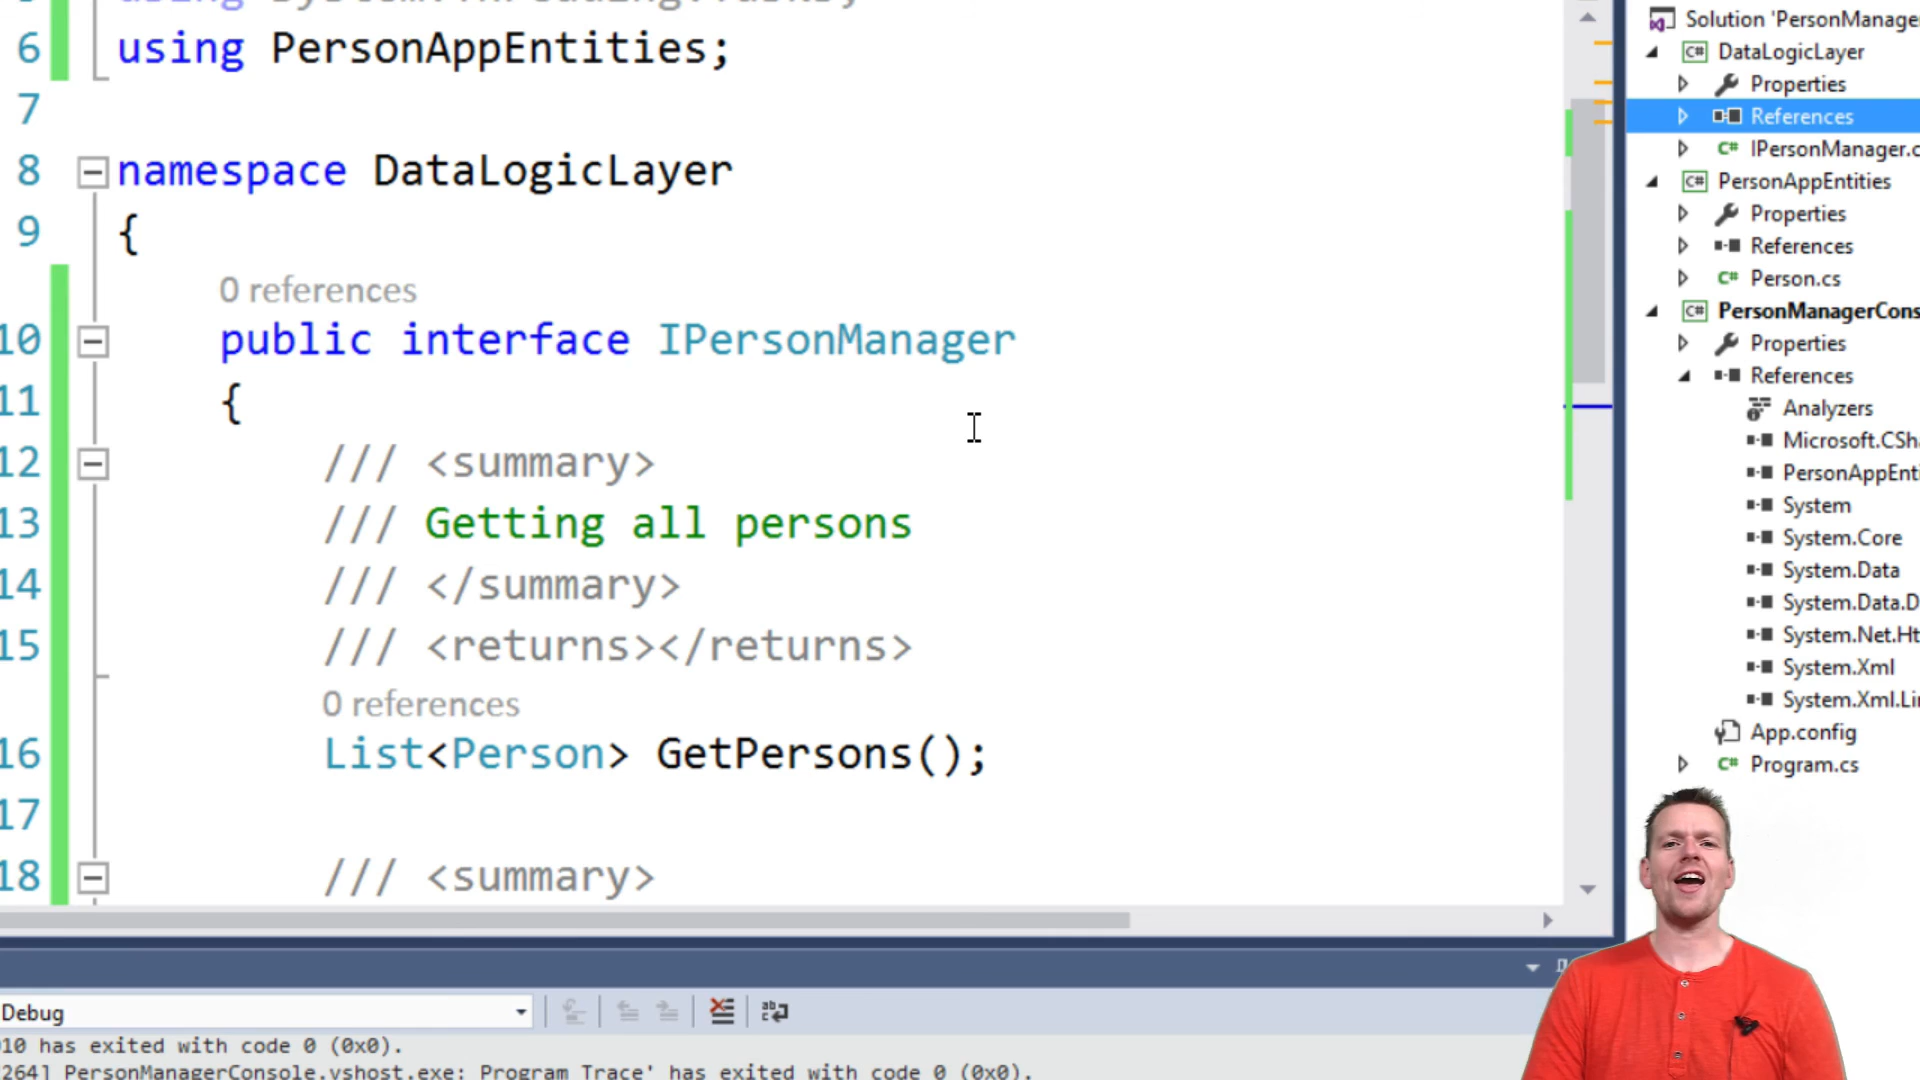 6 using PersonAppEntities;
7
8 namespace DataLogicLayer
9 {
0 references
10 public interface IPersonManager
11 {
12 /// <summary>
13 /// Getting all persons
14 /// </summary>
15 /// <returns></returns>
0 references
16 List<Person> GetPersons();
17
18 /// <summary>
Solution 'PersonManager
DataLogicLayer
Properties
References
IPersonManager.c
PersonAppEntities
Properties
References
Person.cs
PersonManagerCons
Properties
References
Analyzers
Microsoft.CSha
PersonAppEnti
System
System.Core
System.Data
System.Data.D
System.Net.Ht
System.Xml
System.Xml.Lin
App.config
Program.cs
Debug
010 has exited with code 0 (0x0).
264] PersonManagerConsole.vshost.exe: Program Trace' has exited with code 0 (0x0).